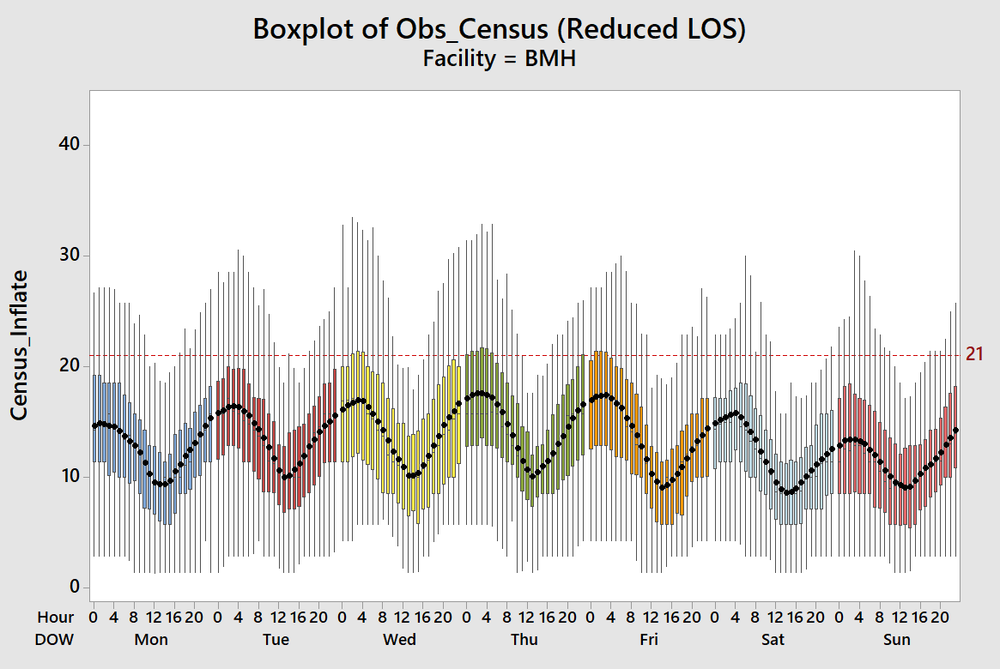 Boxplot of Obs_Census (Reduced LOS)
Facility = BMH
Census_Inflate
40
30
20
10
0
21
Hour 0 4 8 12 16 20 0 4 8 12 16 20 0 4 8 12 16 20 0 4 8 12 16 20 0 4 8 12 16 20 0 4 8 12 16 20 0 4 8 12 16 20
DOW Mon Tue Wed Thu Fri Sat Sun